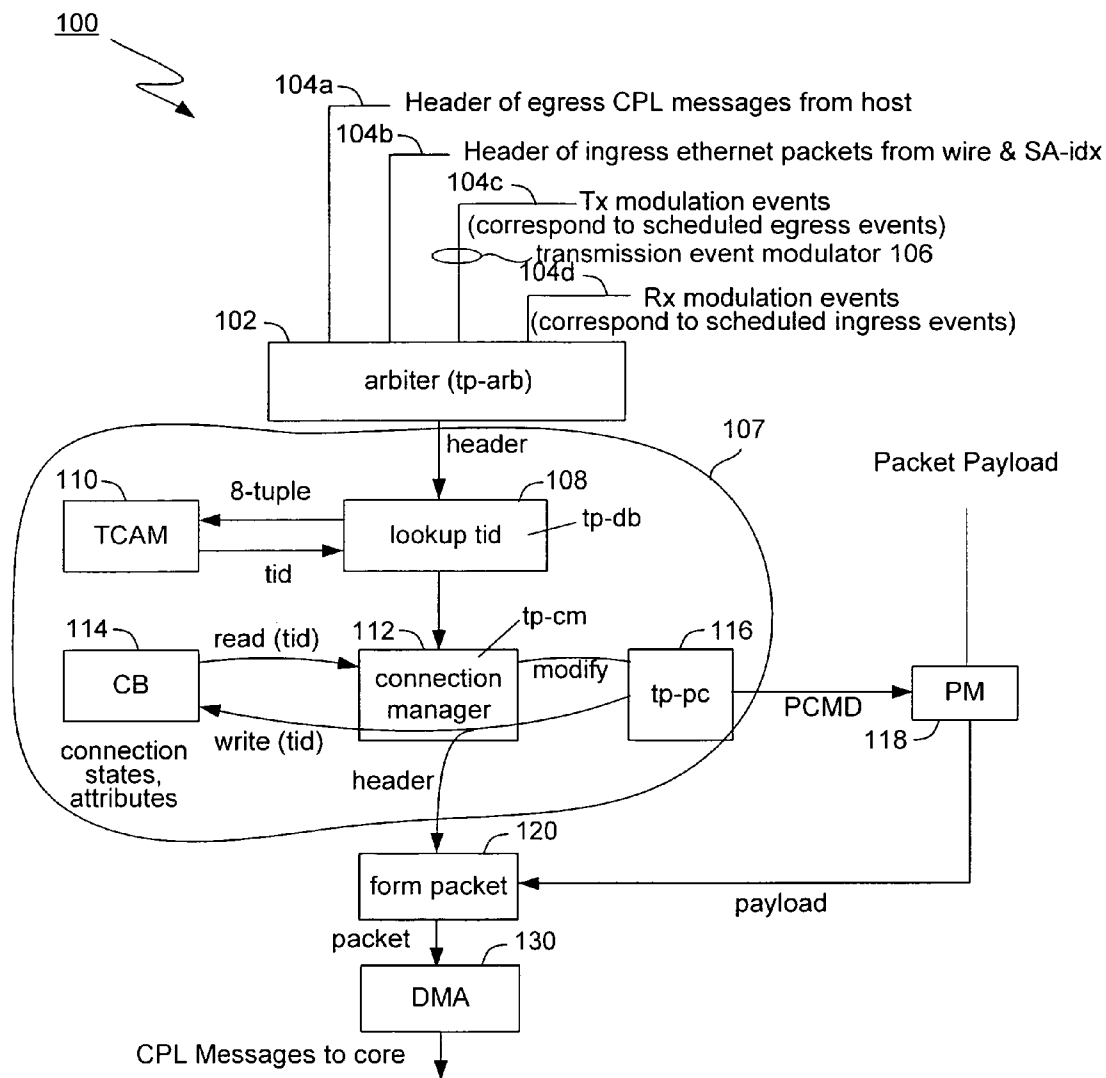 100
104a
Header of egress CPL messages from host
104b
Header of ingress ethernet packets from wire & SA-idx
104c
Tx modulation events
(correspond to scheduled egress events)
transmission event modulator 106
104d
Rx modulation events
(correspond to scheduled ingress events)
102
arbiter (tp-arb)
header
107
Packet Payload
110
8-tuple
108
TCAM
lookup tid
tp-db
tid
tp-cm
114
read (tid)
112
116
modify
CB
connection
manager
tp-pc
PCMD
PM
write (tid)
118
connection
states,
attributes
header
120
form packet
payload
packet
130
DMA
CPL Messages to core